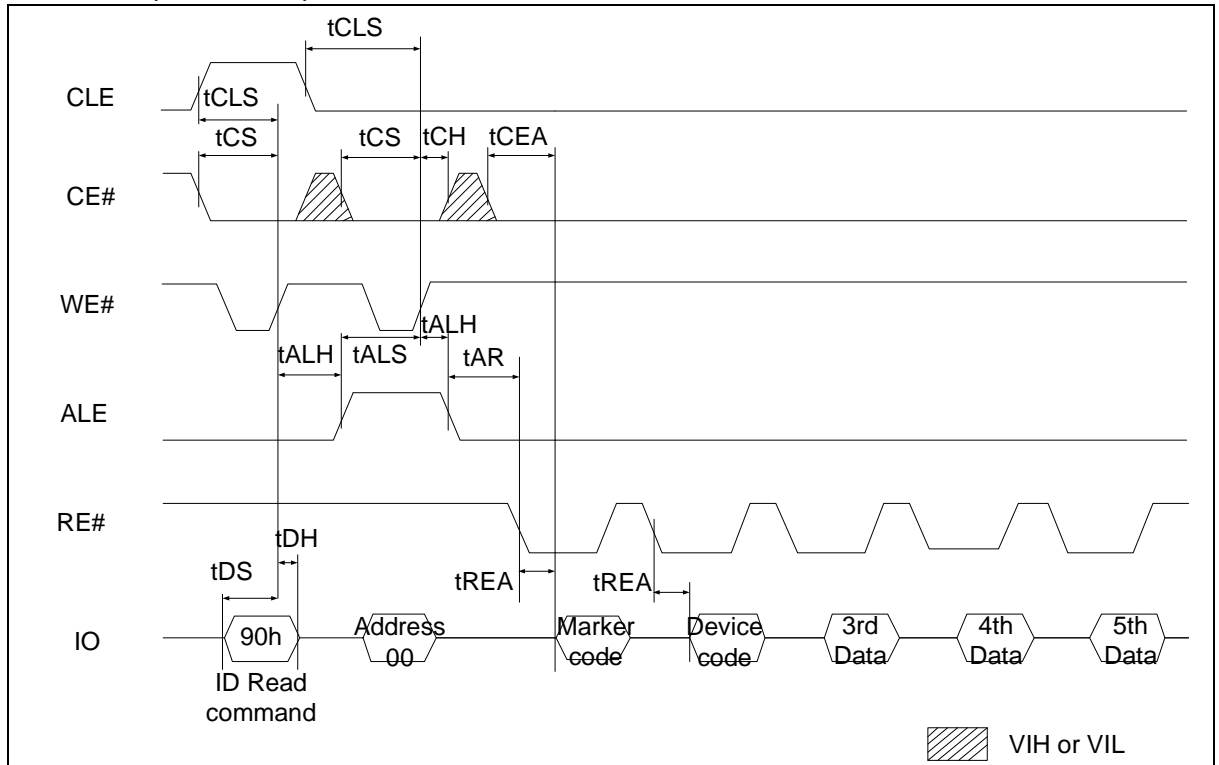 tCLS
CLE
tCLS
tCS
tCS
tCH
tCEA
CE#
WE#
tALH
tALH
tALS
tAR
ALE
RE#
tDH
tDS
tREA
tREA
IO
90h
Address
00
Marker
code
Device
code
3rd
Data
4th
Data
5th
Data
ID Read
command
VIH or VIL